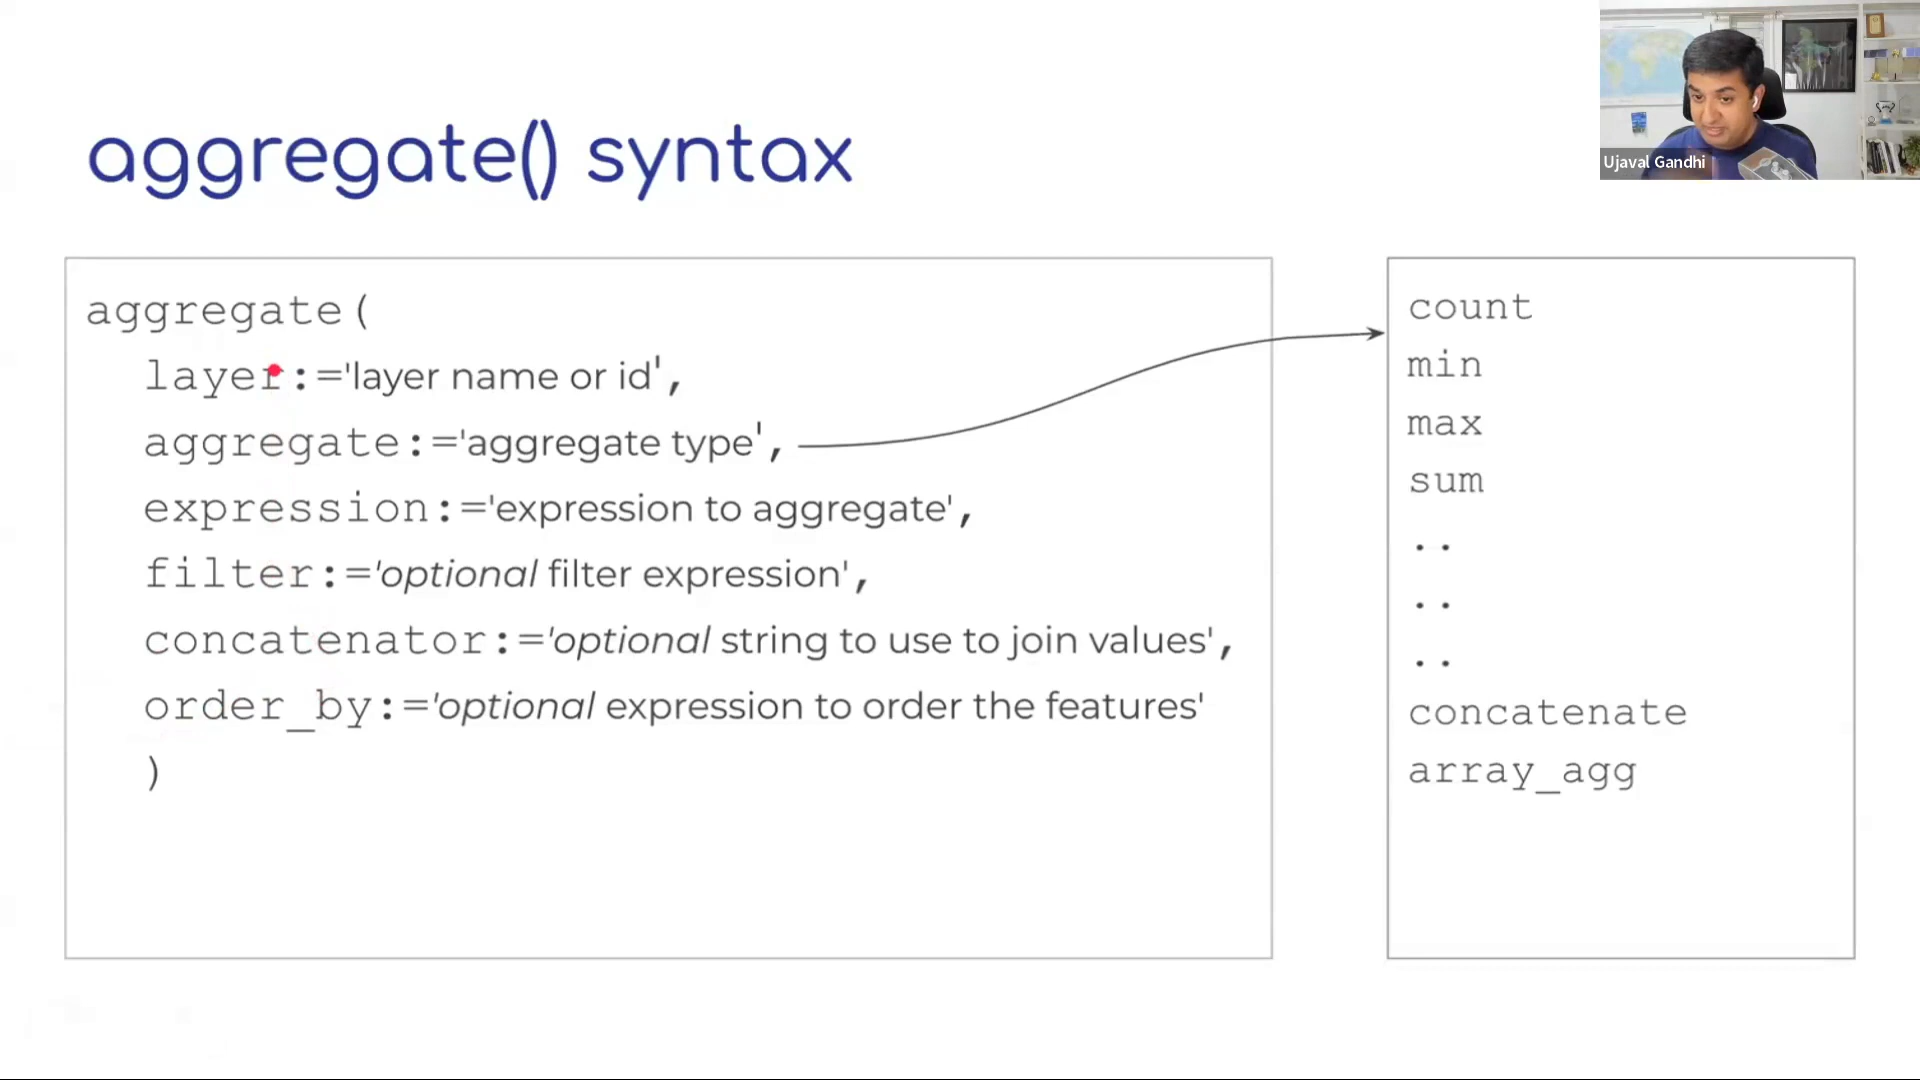 Ujaval Gandhi
aggregate() syntax
aggregate(
layer:='layer name or id',
aggregate:='aggregate type',
expression:='expression to aggregate',
filter:='optional filter expression',
concatenator:='optional string to use to join values',
order_by:='optional expression to order the features'
)
count
min
max
sum
..
..
..
concatenate
array_agg